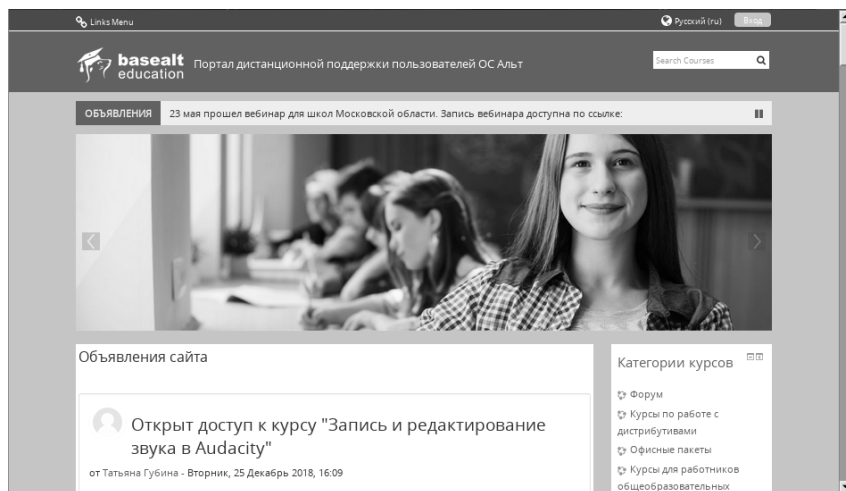 Links Menu
Русский (ru)
Вход
basealt
education
Портал дистанционной поддержки пользователей ОС Альт
Search Courses
ОБЪЯВЛЕНИЯ
23 мая прошел вебинар для школ Московской области. Запись вебинара доступна по ссылке:
Объявления сайта
Открыт доступ к курсу "Запись и редактирование
звука в Audacity"
от Татьяна Губина - Вторник, 25 Декабрь 2018, 16:09
Категории курсов
Форум
Курсы по работе с
дистрибутивами
Офисные пакеты
Курсы для работников
общеобразовательных